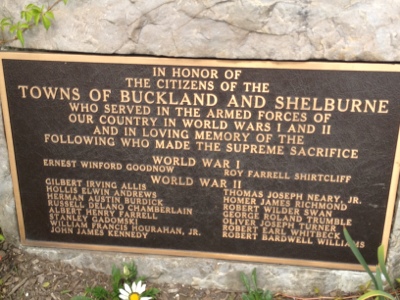 IN HONOR OF
THE CITIZENS OF THE
TOWNS OF BUCKLAND AND SHELBURNE
WHO SERVED IN THE ARMED FORCES OF
OUR COUNTRY IN WORLD WARS I AND II
AND IN LOVING MEMORY OF THE
FOLLOWING WHO MADE THE SUPREME SACRIFICE
WORLD WAR I
ERNEST WINFORD GOODNOW
ROY FARRELL SHIRTCLIFF
WORLD WAR II
GILBERT IRVING ALLIS
HOLLIS ELWIN ANDREWS
HERMAN AUSTIN BURDICK
RUSSELL DELANO CHAMBERLAIN
ALBERT HENRY FARRELL
STANLEY GADOMSKI
WILLIAM FRANCIS HOURAHAN, JR.
JOHN JAMES KENNEDY
THOMAS JOSEPH NEARY, JR.
HOMER JAMES RICHMOND
ROBERT WILDER SWAN
GEORGE EDWARD TRUMBLE
OLIVER JOSEPH TURNER
ROBERT EARL WHITBECK
ROBERT BARDWELL WILLIAMS